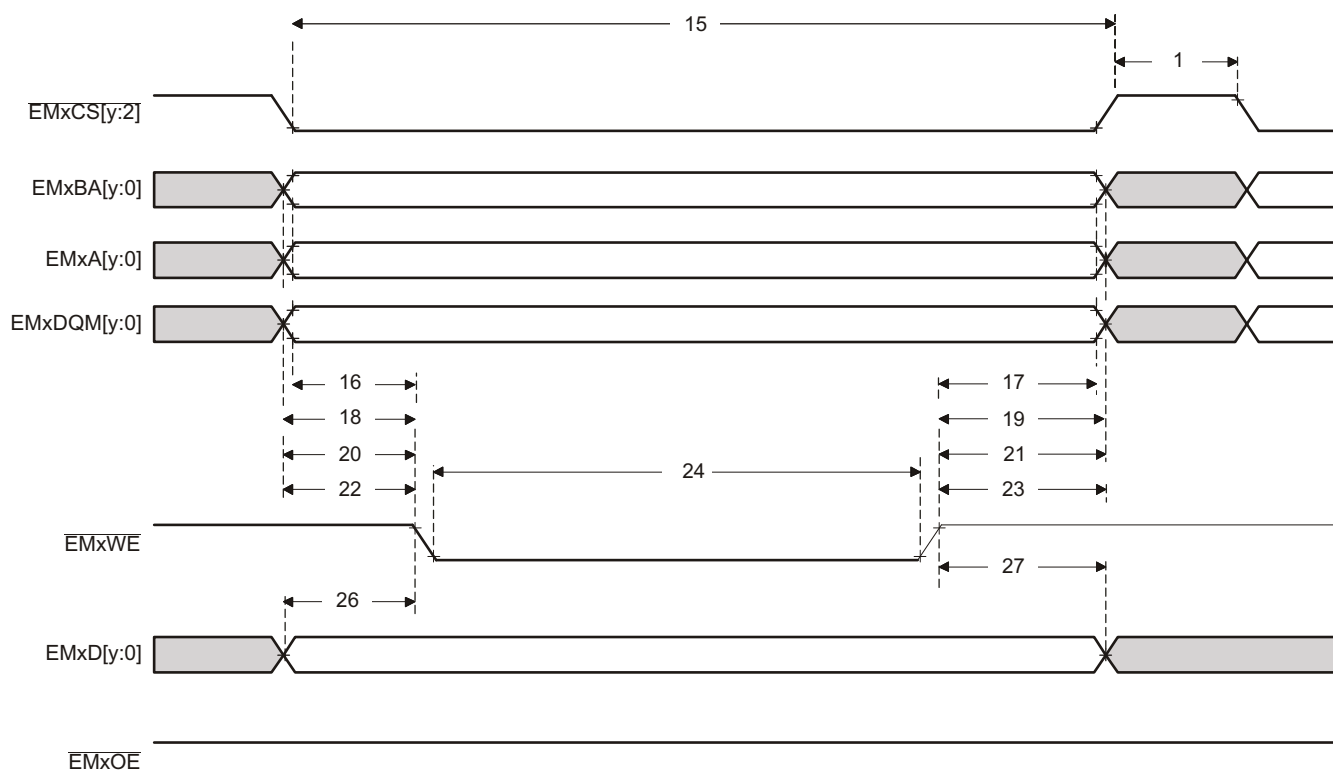 15
1
EMxCS[y:2]
EMxBA[y:0]
EMxA[y:0]
EMxDQM[y:0]
16
17
18
19
20
21
24
22
23
EMxWE
27
26
EMxD[y:0]
EMxOE